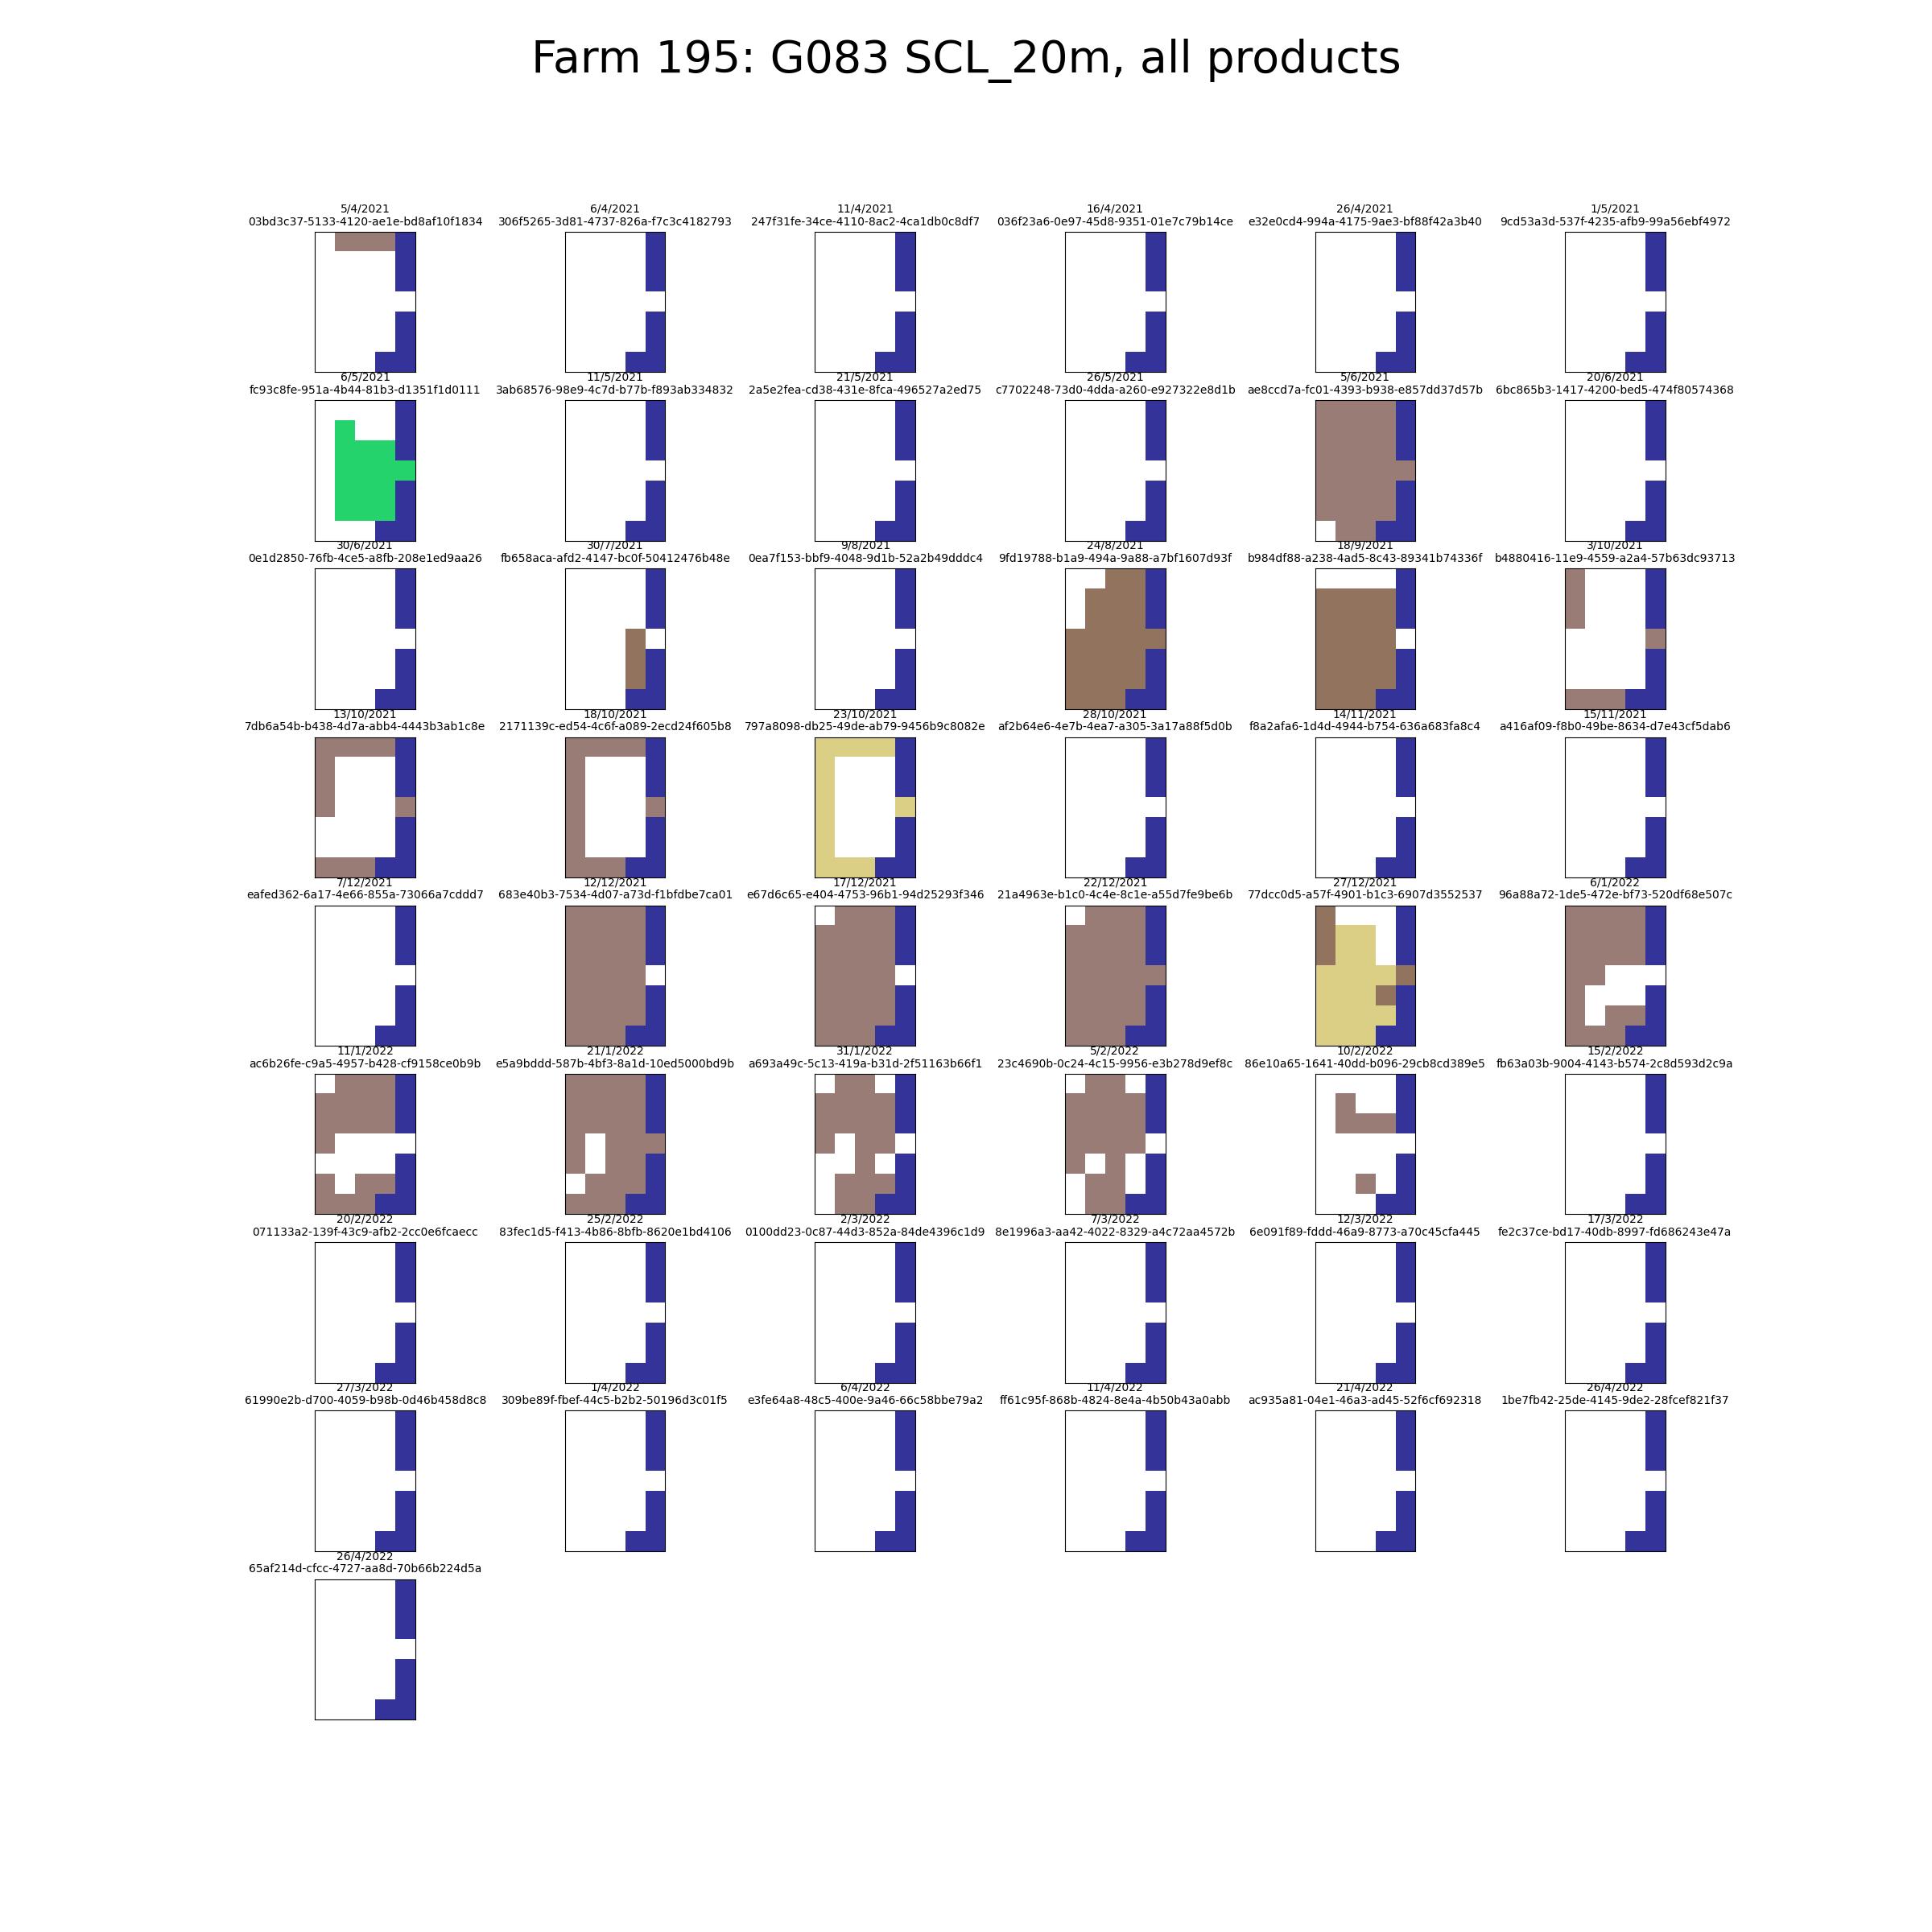 Farm 195: G083 SCL_20m, all products
5/4/2021
03bd3c37-5133-4120-ae1e-bd8af10f1834
6/4/2021
306f5265-3d81-4737-826a-f7c3c4182793
11/4/2021
247f31fe-34ce-4110-8ac2-4ca1db0c8df7
16/4/2021
036f23a6-0e97-45d8-9351-01e7c79b14ce
26/4/2021
e32e0cd4-994a-4175-9ae3-bf88f42a3b40
1/5/2021
9cd53a3d-537f-4235-afb9-99a56ebf4972
6/5/2021
fc93c8fe-951a-4b44-81b3-d1351f1d0111
11/5/2021
3ab68576-98e9-4c7d-b77b-f893ab334832
21/5/2021
2a5e2fea-cd38-431e-8fca-496527a2ed75
26/5/2021
c7702248-73d0-4dda-a260-e927322e8d1b
5/6/2021
ae8ccd7a-fc01-4393-b938-e857dd37d57b
20/6/2021
6bc865b3-1417-4200-bed5-474f80574368
30/6/2021
0e1d2850-76fb-4ce5-a8fb-208e1ed9aa26
30/7/2021
fb658aca-afd2-4147-bc0f-50412476b48e
9/8/2021
0ea7f153-bbf9-4048-9d1b-52a2b49dddc4
24/8/2021
9fd19788-b1a9-494a-9a88-a7bf1607d93f
18/9/2021
b984df88-a238-4ad5-8c43-89341b74336f
3/10/2021
b4880416-11e9-4559-a2a4-57b63dc93713
13/10/2021
7db6a54b-b438-4d7a-abb4-4443b3ab1c8e
18/10/2021
2171139c-ed54-4c6f-a089-2ecd24f605b8
23/10/2021
797a8098-db25-49de-ab79-9456b9c8082e
28/10/2021
af2b64e6-4e7b-4ea7-a305-3a17a88f5d0b
14/11/2021
f8a2afa6-1d4d-4944-b754-636a683fa8c4
15/11/2021
a416af09-f8b0-49be-8634-d7e43cf5dab6
7/12/2021
eafed362-6a17-4e66-855a-73066a7cddd7
12/12/2021
683e40b3-7534-4d07-a73d-f1bfdbe7ca01
17/12/2021
e67d6c65-e404-4753-96b1-94d25293f346
22/12/2021
21a4963e-b1c0-4c4e-8c1e-a55d7fe9be6b
27/12/2021
77dcc0d5-a57f-4901-b1c3-6907d3552537
6/1/2022
96a88a72-1de5-472e-bf73-520df68e507c
11/1/2022
ac6b26fe-c9a5-4957-b428-cf9158ce0b9b
21/1/2022
e5a9bddd-587b-4bf3-8a1d-10ed5000bd9b
31/1/2022
a693a49c-5c13-419a-b31d-2f51163b66f1
5/2/2022
23c4690b-0c24-4c15-9956-e3b278d9ef8c
10/2/2022
86e10a65-1641-40dd-b096-29cb8cd389e5
15/2/2022
fb63a03b-9004-4143-b574-2c8d593d2c9a
20/2/2022
071133a2-139f-43c9-afb2-2cc0e6fcaecc
25/2/2022
83fec1d5-f413-4b86-8bfb-8620e1bd4106
2/3/2022
0100dd23-0c87-44d3-852a-84de4396c1d9
7/3/2022
8e1996a3-aa42-4022-8329-a4c72aa4572b
12/3/2022
6e091f89-fddd-46a9-8773-a70c45cfa445
17/3/2022
fe2c37ce-bd17-40db-8997-fd686243e47a
27/3/2022
61990e2b-d700-4059-b98b-0d46b458d8c8
1/4/2022
309be89f-fbef-44c5-b2b2-50196d3c01f5
6/4/2022
e3fe64a8-48c5-400e-9a46-66c58bbe79a2
11/4/2022
ff61c95f-868b-4824-8e4a-4b50b43a0abb
21/4/2022
ac935a81-04e1-46a3-ad45-52f6cf692318
26/4/2022
1be7fb42-25de-4145-9de2-28fcef821f37
26/4/2022
65af214d-cfcc-4727-aa8d-70b66b224d5a